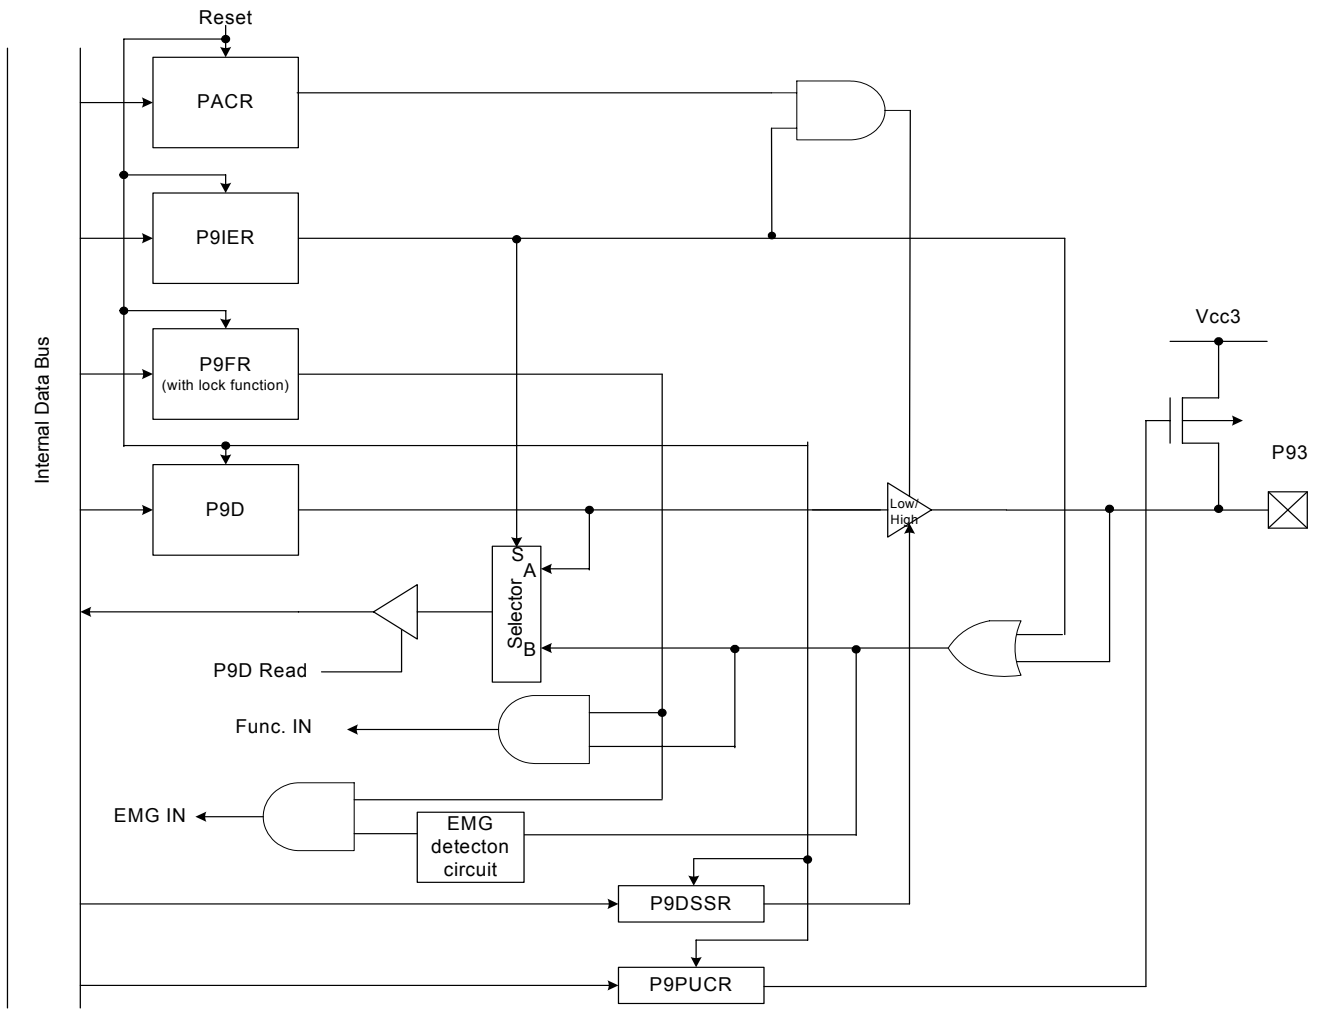 Reset
PACR
P9IER
Internal Data Bus
P9FR
(with lock function)
Vcc3
P93
P9D
Low/
High
S
A
Selector
B
P9D Read
Func. IN
EMG IN
EMG
detecton
circuit
P9DSSR
P9PUCR